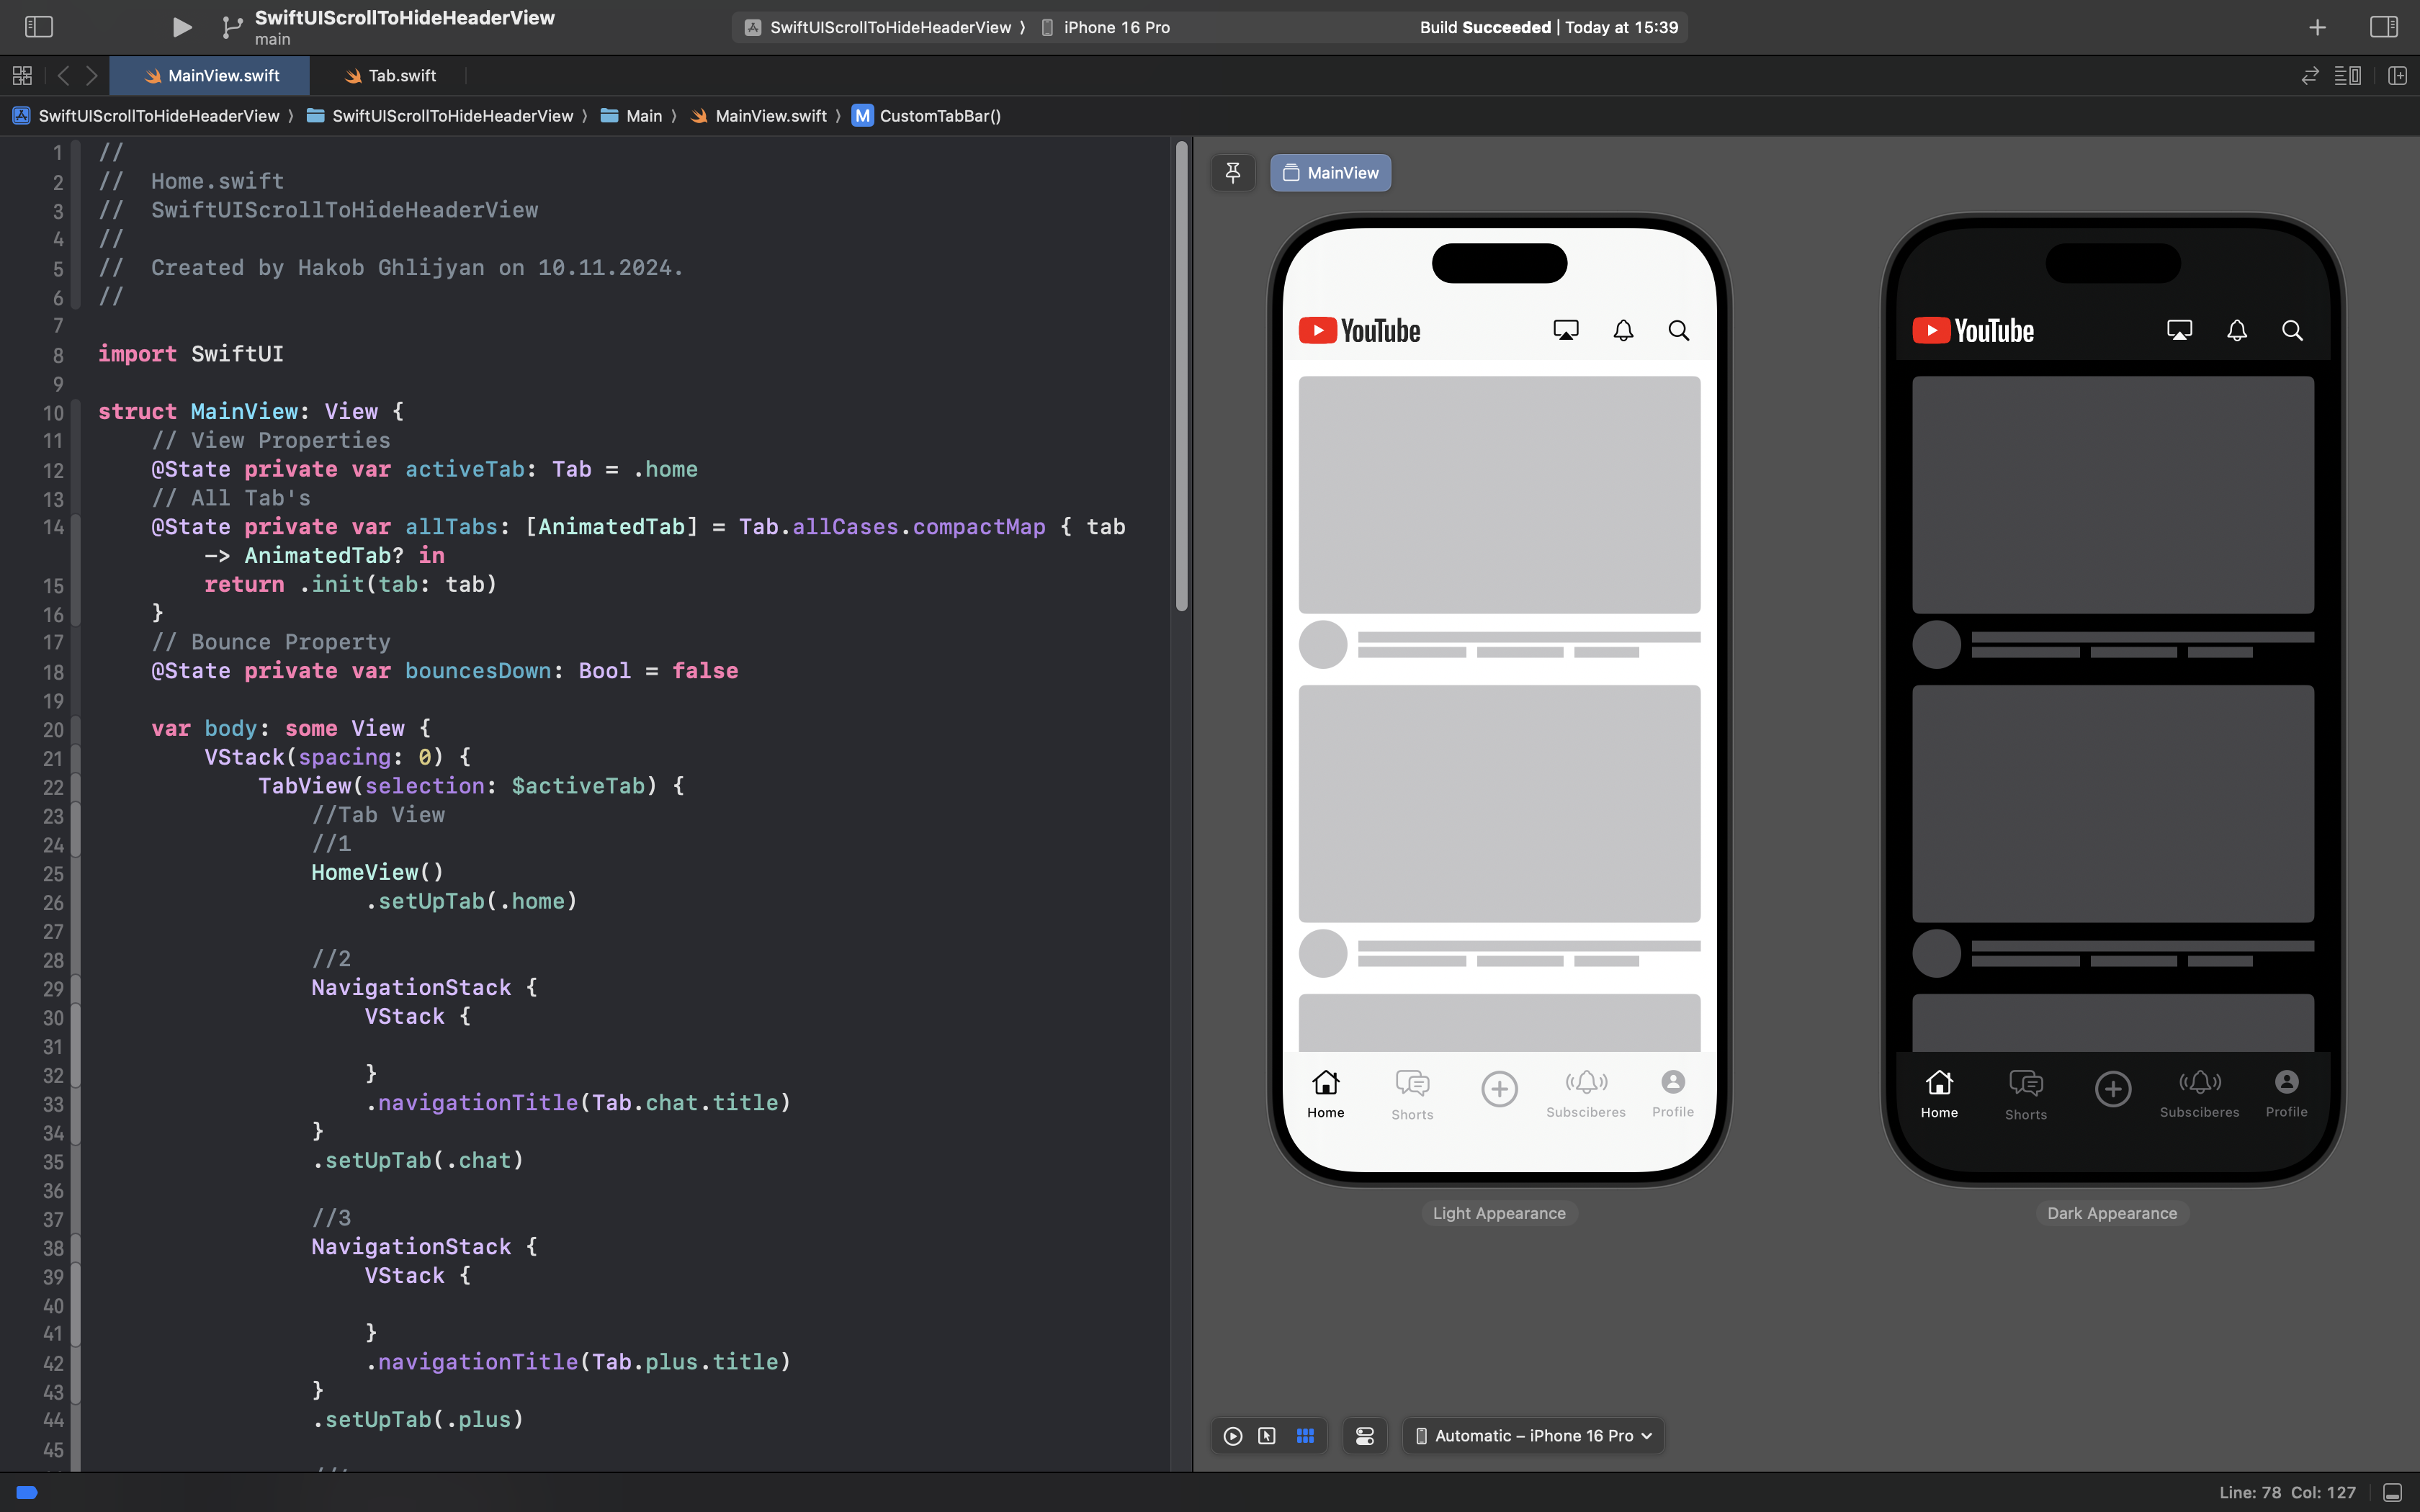 SwiftUIScrollToHideHeaderView
main
SwiftUIScrollToHideHeaderView ⟩ iPhone 16 Pro
Build Succeeded | Today at 15:39
MainView.swift
Tab.swift
SwiftUIScrollToHideHeaderView ⟩ SwiftUIScrollToHideHeaderView ⟩ Main ⟩ MainView.swift ⟩ M CustomTabBar()
1 //
2 //  Home.swift
3 //  SwiftUIScrollToHideHeaderView
4 //
5 //  Created by Hakob Ghlijyan on 10.11.2024.
6 //
7
8 import SwiftUI
9
10 struct MainView: View {
11     // View Properties
12     @State private var activeTab: Tab = .home
13     // All Tab's
14     @State private var allTabs: [AnimatedTab] = Tab.allCases.compactMap { tab
        -> AnimatedTab? in
15         return .init(tab: tab)
16     }
17     // Bounce Property
18     @State private var bouncesDown: Bool = false
19
20     var body: some View {
21         VStack(spacing: 0) {
22             TabView(selection: $activeTab) {
23                 //Tab View
24                 //1
25                 HomeView()
26                     .setUpTab(.home)
27
28                 //2
29                 NavigationStack {
30                     VStack {
31
32                     }
33                     .navigationTitle(Tab.chat.title)
34                 }
35                 .setUpTab(.chat)
36
37                 //3
38                 NavigationStack {
39                     VStack {
40
41                     }
42                     .navigationTitle(Tab.plus.title)
43                 }
44                 .setUpTab(.plus)
45
MainView
YouTube
Home
Shorts
Subsciberes
Profile
Light Appearance
YouTube
Home
Shorts
Subsciberes
Profile
Dark Appearance
Automatic – iPhone 16 Pro
Line: 78 Col: 127